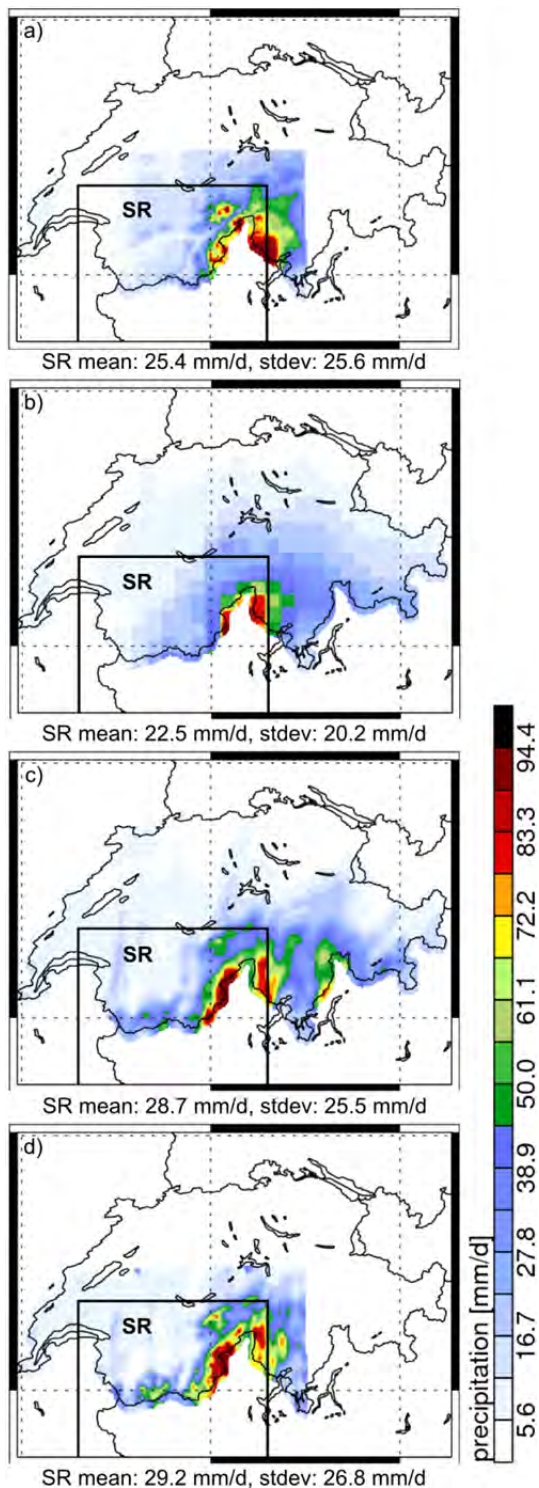 a)
SR
SR mean: 25.4 mm/d, stdev: 25.6 mm/d
b)
SR
SR mean: 22.5 mm/d, stdev: 20.2 mm/d
c)
SR
SR mean: 28.7 mm/d, stdev: 25.5 mm/d
d)
SR
SR mean: 29.2 mm/d, stdev: 26.8 mm/d
precipitation [mm/d]
94.4
83.3
72.2
61.1
50.0
38.9
27.8
16.7
5.6